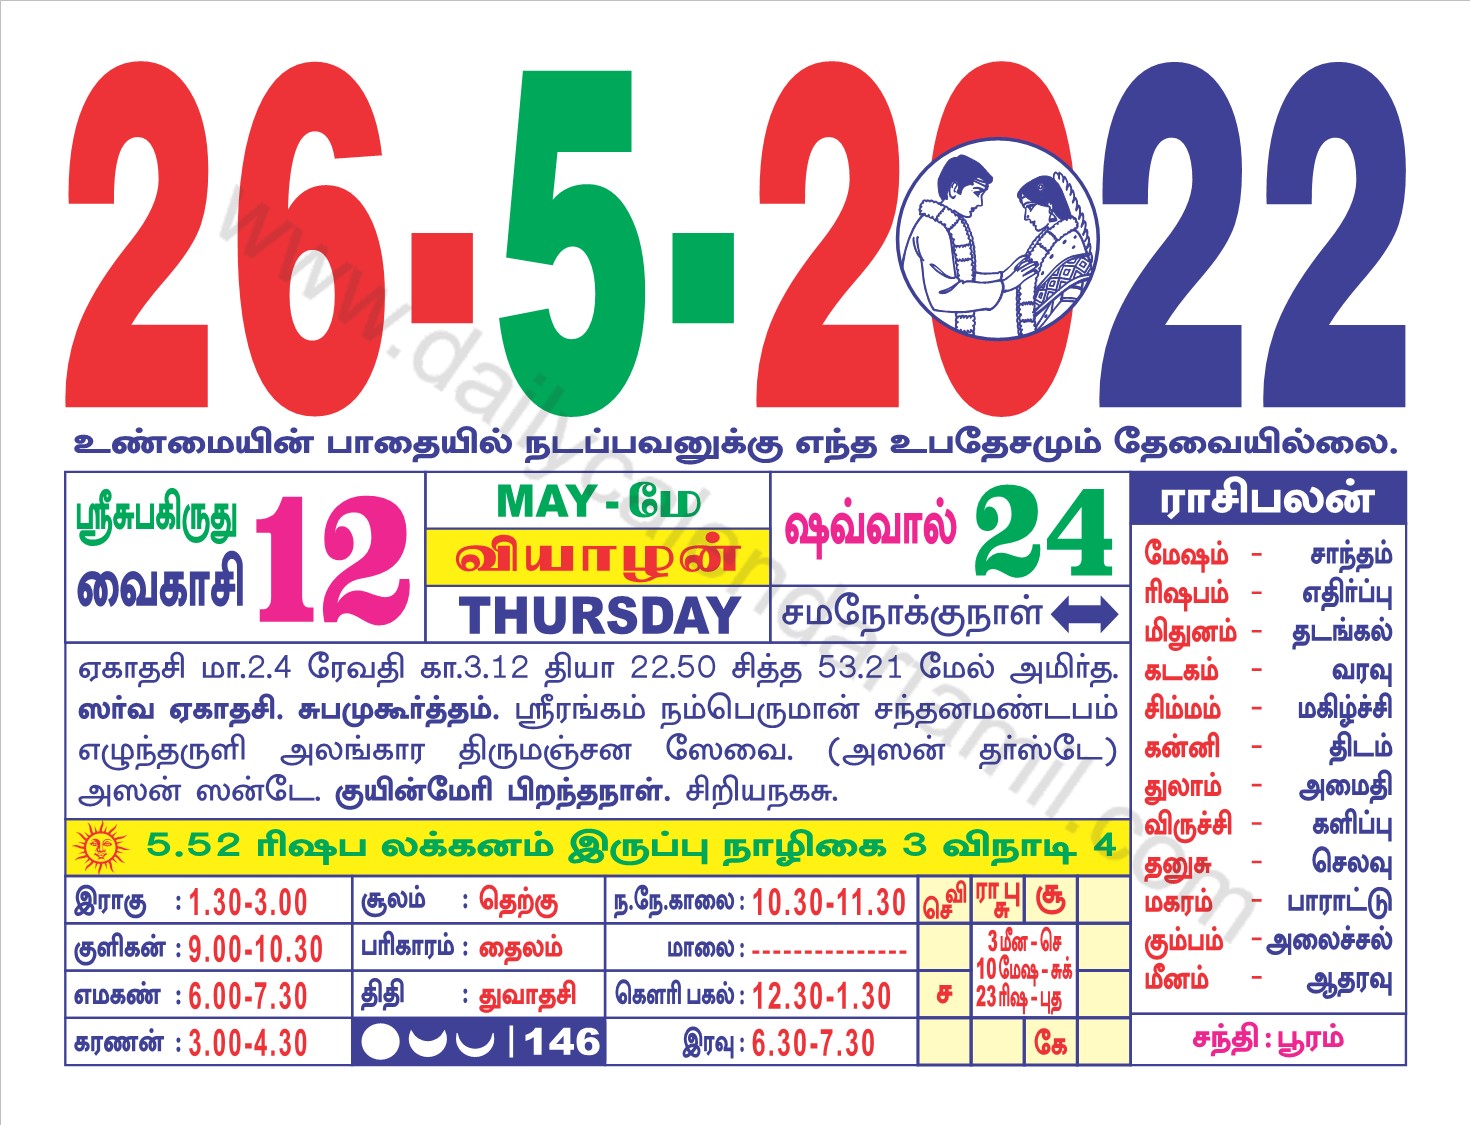 26-5-2022
உண்மையின் பாதையில் நடப்பவனுக்கு எந்த உபதேசமும் தேவையில்லை.
ஸ்ரீசுபகிருது
வைகாசி 12
MAY - மே
வியாழன்
THURSDAY
ஷவ்வால் 24
சமநோக்குநாள்
ஏகாதசி மா.2.4 ரேவதி கா.3.12 தியா 22.50 சித்த 53.21 மேல் அமிர்த.
ஸர்வ ஏகாதசி. சுபமுகூர்த்தம். ஸ்ரீரங்கம் நம்பெருமான் சந்தனமண்டபம்
எழுந்தருளி அலங்கார திருமஞ்சன ஸேவை. (அஸன் தர்ஸ்டே)
அஸன் ஸன்டே. குயின்மேரி பிறந்தநாள். சிறியநகசு.
5.52 ரிஷப லக்கனம் இருப்பு நாழிகை 3 விநாடி 4
இராகு : 1.30-3.00
குளிகன் : 9.00-10.30
எமகண் : 6.00-7.30
கரணன் : 3.00-4.30
சூலம் : தெற்கு
பரிகாரம் : தைலம்
திதி : துவாதசி
146
ந.நே.காலை : 10.30-11.30
மாலை : ---------------
கௌரி பகல் : 12.30-1.30
இரவு : 6.30-7.30
செ வி
ரா பு சு
சூ
ச
3 மீன - செ
10 மேஷ - சுக்
23 ரிஷ - புத
கே
ராசிபலன்
மேஷம் - சாந்தம்
ரிஷபம் - எதிர்ப்பு
மிதுனம் - தடங்கல்
கடகம் - வரவு
சிம்மம் - மகிழ்ச்சி
கன்னி - திடம்
துலாம் - அமைதி
விருச்சி - களிப்பு
தனுசு - செலவு
மகரம் - பாராட்டு
கும்பம் - அலைச்சல்
மீனம் - ஆதரவு
சந்தி : பூரம்
www.dailycalendartamil.com